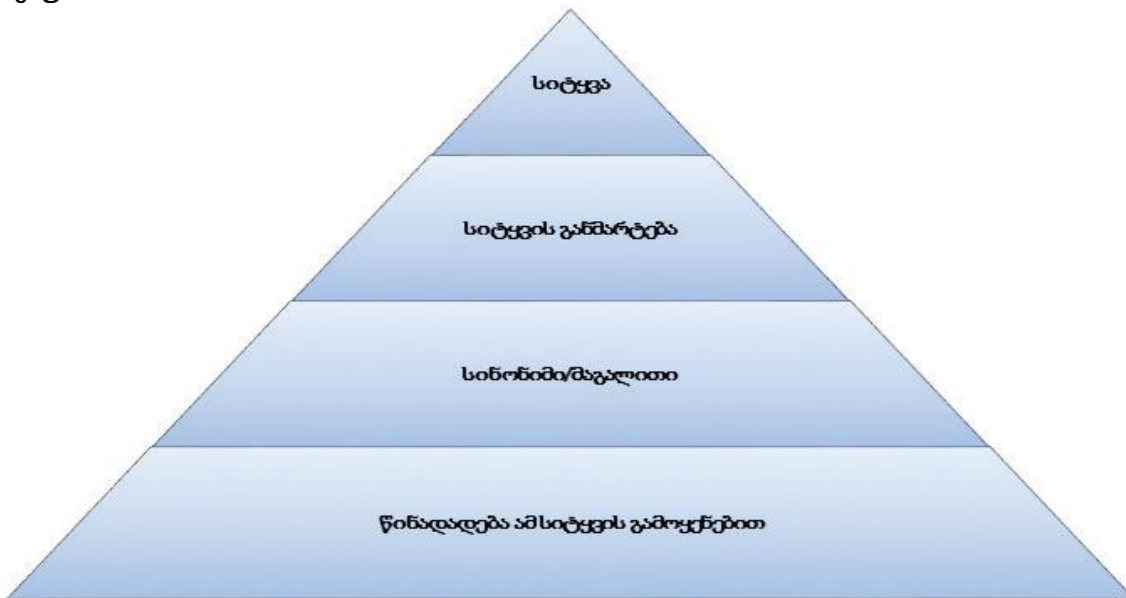 სიტყვა
სიტყვის განმარტება
სინონიმი/მაგალითი
წინადადება ამ სიტყვის გამოყენებით